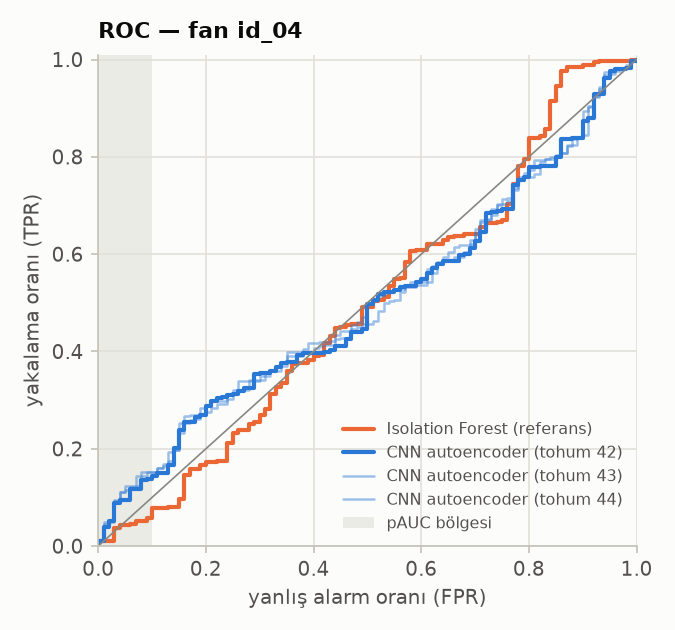 ROC — fan id_04
1.0
0.8
0.6
0.4
0.2
0.0
yakalama oranı (TPR)
Isolation Forest (referans)
CNN autoencoder (tohum 42)
CNN autoencoder (tohum 43)
CNN autoencoder (tohum 44)
pAUC bölgesi
0.0 0.2 0.4 0.6 0.8 1.0
yanlış alarm oranı (FPR)